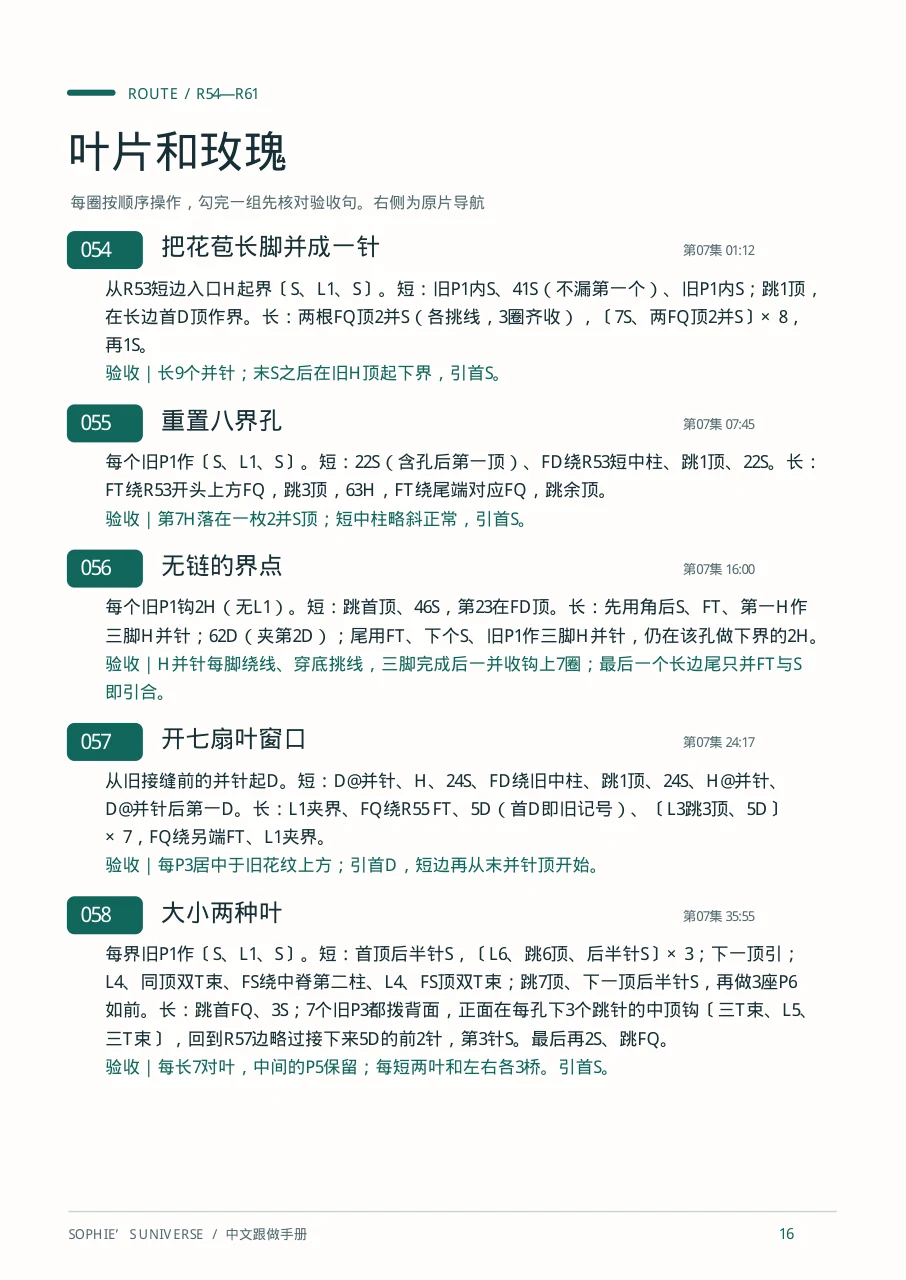 ROUTE / R54—R61
叶片和玫瑰
每圈按顺序操作，勾完一组先核对验收句。右侧为原片导航
054 把花苞长脚并成一针 第07集 01:12
从R53短边入口H起界〔S、L1、S〕。短：旧P1内S、41S（不漏第一个）、旧P1内S；跳1顶，
在长边首D顶作界。长：两根FQ顶2并S（各挑线，3圈齐收），〔7S、两FQ顶2并S〕× 8，
再1S。
验收｜长9个并针；末S之后在旧H顶起下界，引首S。
055 重置八界孔 第07集 07:45
每个旧P1作〔S、L1、S〕。短：22S（含孔后第一顶）、FD绕R53短中柱、跳1顶、22S。长：
FT绕R53开头上方FQ，跳3顶，63H，FT绕尾端对应FQ，跳余顶。
验收｜第7H落在一枚2并S顶；短中柱略斜正常，引首S。
056 无链的界点 第07集 16:00
每个旧P1钩2H（无L1）。短：跳首顶、46S，第23在FD顶。长：先用角后S、FT、第一H作
三脚H并针；62D（夹第2D）；尾用FT、下个S、旧P1作三脚H并针，仍在该孔做下界的2H。
验收｜H并针每脚绕线、穿底挑线，三脚完成后一并收钩上7圈；最后一个长边尾只并FT与S
即引合。
057 开七扇叶窗口 第07集 24:17
从旧接缝前的并针起D。短：D@并针、H、24S、FD绕旧中柱、跳1顶、24S、H@并针、
D@并针后第一D。长：L1夹界、FQ绕R55 FT、5D（首D即旧记号）、〔L3跳3顶、5D〕
× 7，FQ绕另端FT、L1夹界。
验收｜每P3居中于旧花纹上方；引首D，短边再从末并针顶开始。
058 大小两种叶 第07集 35:55
每界旧P1作〔S、L1、S〕。短：首顶后半针S，〔L6、跳6顶、后半针S〕× 3；下一顶引；
L4、同顶双T束、FS绕中脊第二柱、L4、FS顶双T束；跳7顶、下一顶后半针S，再做3座P6
如前。长：跳首FQ、3S；7个旧P3都拨背面，正面在每孔下3个跳针的中顶钩〔三T束、L5、
三T束〕，回到R57边略过接下来5D的前2针，第3针S。最后再2S、跳FQ。
验收｜每长7对叶，中间的P5保留；每短两叶和左右各3桥。引首S。
SOPHIE’S UNIVERSE / 中文跟做手册 16